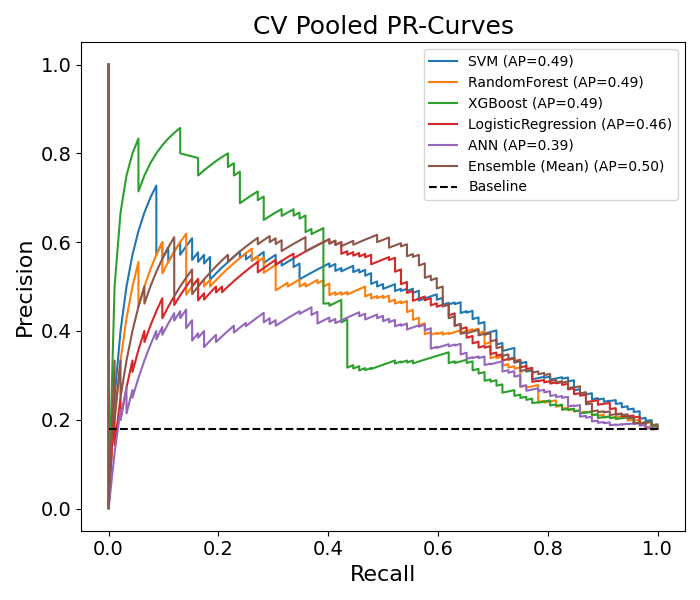 CV Pooled PR-Curves
SVM (AP=0.49)
RandomForest (AP=0.49)
XGBoost (AP=0.49)
LogisticRegression (AP=0.46)
ANN (AP=0.39)
Ensemble (Mean) (AP=0.50)
Baseline
Precision
1.0
0.8
0.6
0.4
0.2
0.0
0.0 0.2 0.4 0.6 0.8 1.0
Recall